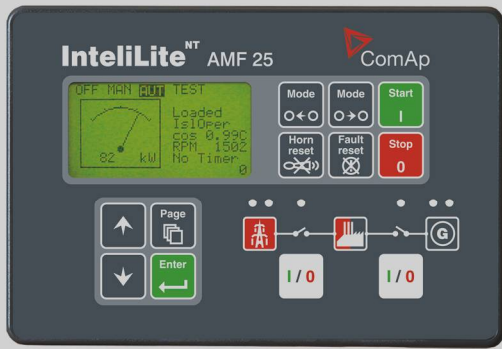 InteliLite NT AMF 25
ComAp
OFF MAN AUT TEST
Loaded
IslOper
cos 0.99C
RPM 1502
82 kW No Timer
0
Mode
Mode
Start
I
Horn reset
Fault reset
Stop
0
Page
Enter
G
I/0
I/0